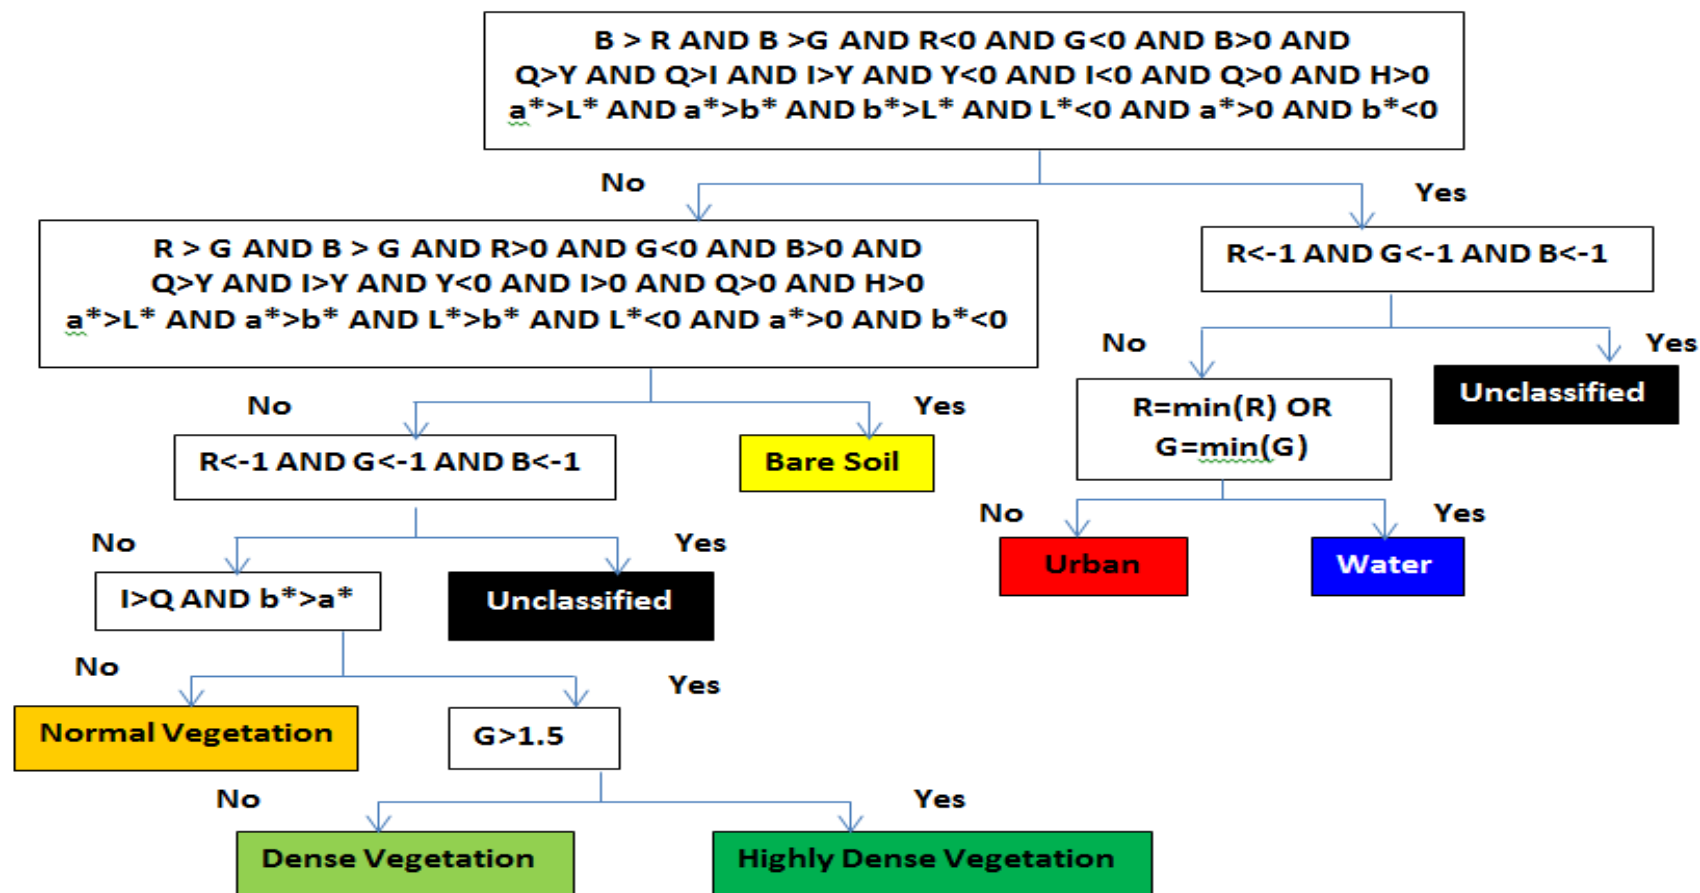 B > R AND B >G AND R<0 AND G<0 AND B>0 AND
Q>Y AND Q>I AND I>Y AND Y<0 AND I<0 AND Q>0 AND H>0
a*>L* AND a*>b* AND b*>L* AND L*<0 AND a*>0 AND b*<0
No
Yes
R > G AND B > G AND R>0 AND G<0 AND B>0 AND
Q>Y AND I>Y AND Y<0 AND I>0 AND Q>0 AND H>0
a*>L* AND a*>b* AND L*>b* AND L*<0 AND a*>0 AND b*<0
R<-1 AND G<-1 AND B<-1
No
Yes
No
Yes
R=min(R) OR
G=min(G)
Unclassified
R<-1 AND G<-1 AND B<-1
Bare Soil
No
Yes
No
Yes
I>Q AND b*>a*
Unclassified
Urban
Water
No
Yes
Normal Vegetation
G>1.5
No
Yes
Dense Vegetation
Highly Dense Vegetation